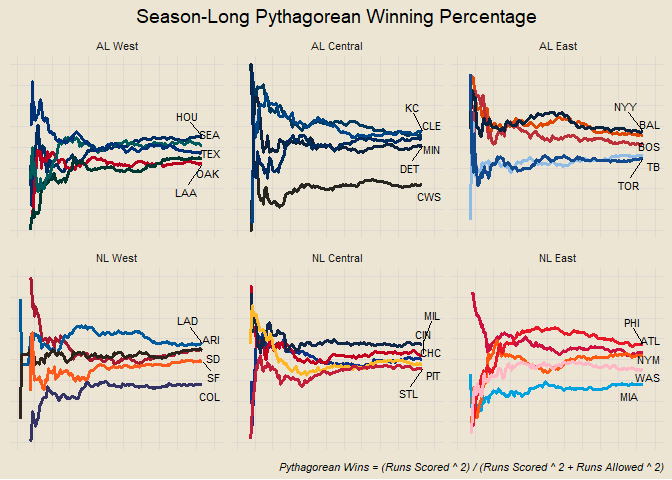 Season-Long Pythagorean Winning Percentage
AL West
AL Central
AL East
HOU
SEA
TEX
OAK
LAA
KC
CLE
MIN
DET
CWS
NYY
BAL
BOS
TB
TOR
NL West
NL Central
NL East
LAD
ARI
SD
SF
COL
MIL
CIN
CHC
PIT
STL
PHI
ATL
NYM
WAS
MIA
Pythagorean Wins = (Runs Scored ^ 2) / (Runs Scored ^ 2 + Runs Allowed ^ 2)